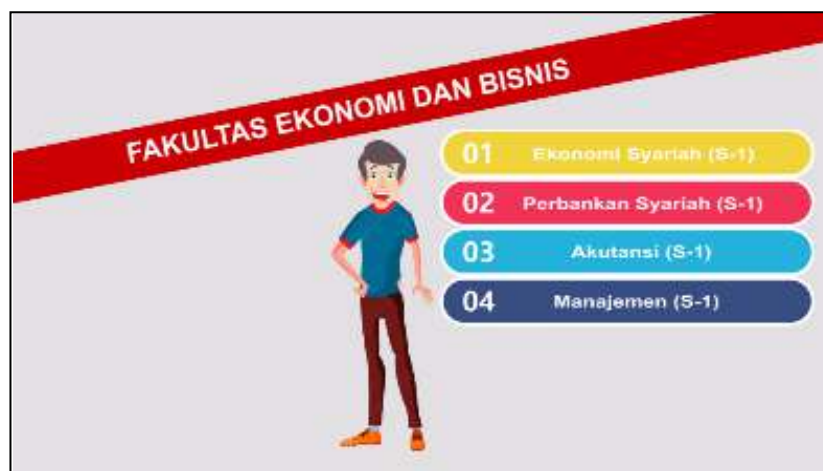 FAKULTAS EKONOMI DAN BISNIS
01 Ekonomi Syariah (S-1)
02 Perbankan Syariah (S-1)
03 Akutansi (S-1)
04 Manajemen (S-1)